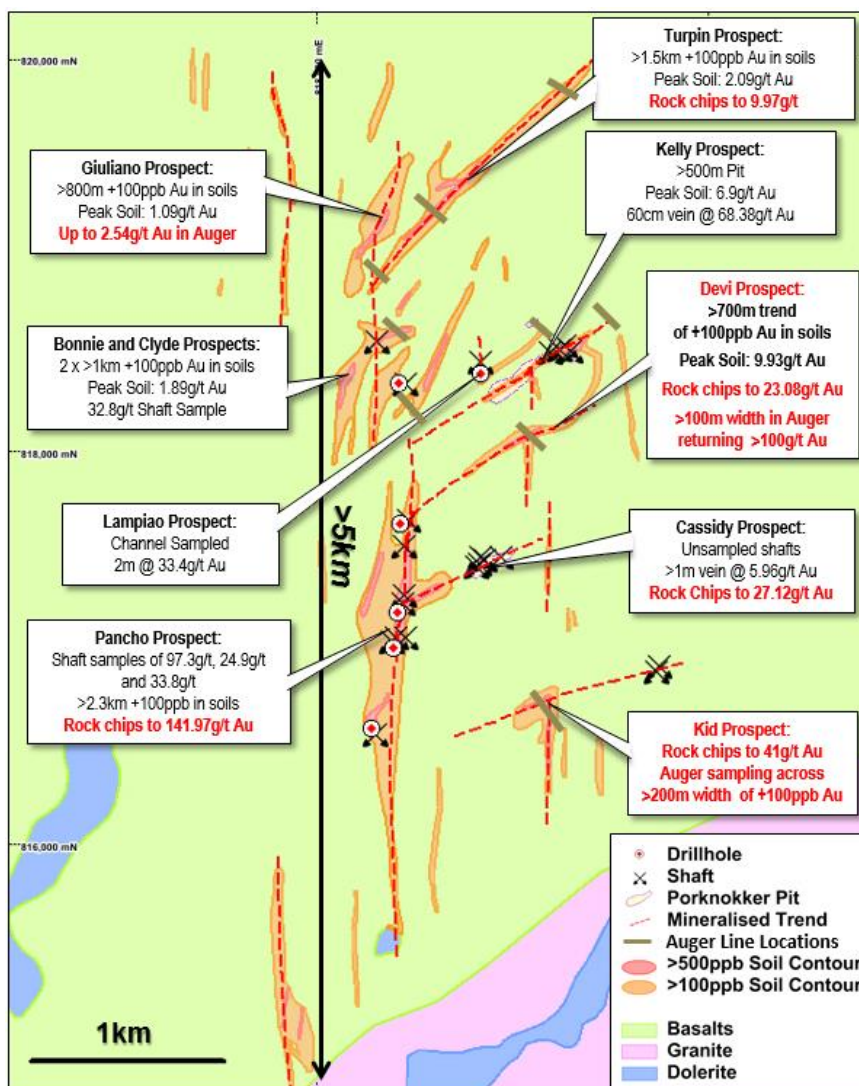 820,000 mN
Turpin Prospect:
>1.5km +100ppb Au in soils
Peak Soil: 2.09g/t Au
Rock chips to 9.97g/t
Kelly Prospect:
>500m Pit
Peak Soil: 6.9g/t Au
60cm vein @ 68.38g/t Au
Giuliano Prospect:
>800m +100ppb Au in soils
Peak Soil: 1.09g/t Au
Up to 2.54g/t Au in Auger
Devi Prospect:
>700m trend
of +100ppb Au in soils
Peak Soil: 9.93g/t Au
Rock chips to 23.08g/t Au
>100m width in Auger
returning >100g/t Au
Bonnie and Clyde Prospects:
2 x >1km +100ppb Au in soils
Peak Soil: 1.89g/t Au
32.8g/t Shaft Sample
818,000 mN
Lampiao Prospect:
Channel Sampled
2m @ 33.4g/t Au
>5km
Cassidy Prospect:
Unsampled shafts
>1m vein @ 5.96g/t Au
Rock Chips to 27.12g/t Au
Pancho Prospect:
Shaft samples of 97.3g/t, 24.9g/t
and 33.8g/t
>2.3km +100ppb in soils
Rock chips to 141.97g/t Au
Kid Prospect:
Rock chips to 41g/t Au
Auger sampling across
>200m width of +100ppb Au
816,000 mN
1km
Drillhole
Shaft
Porknokker Pit
Mineralised Trend
Auger Line Locations
>500ppb Soil Contour
>100ppb Soil Contour
Basalts
Granite
Dolerite